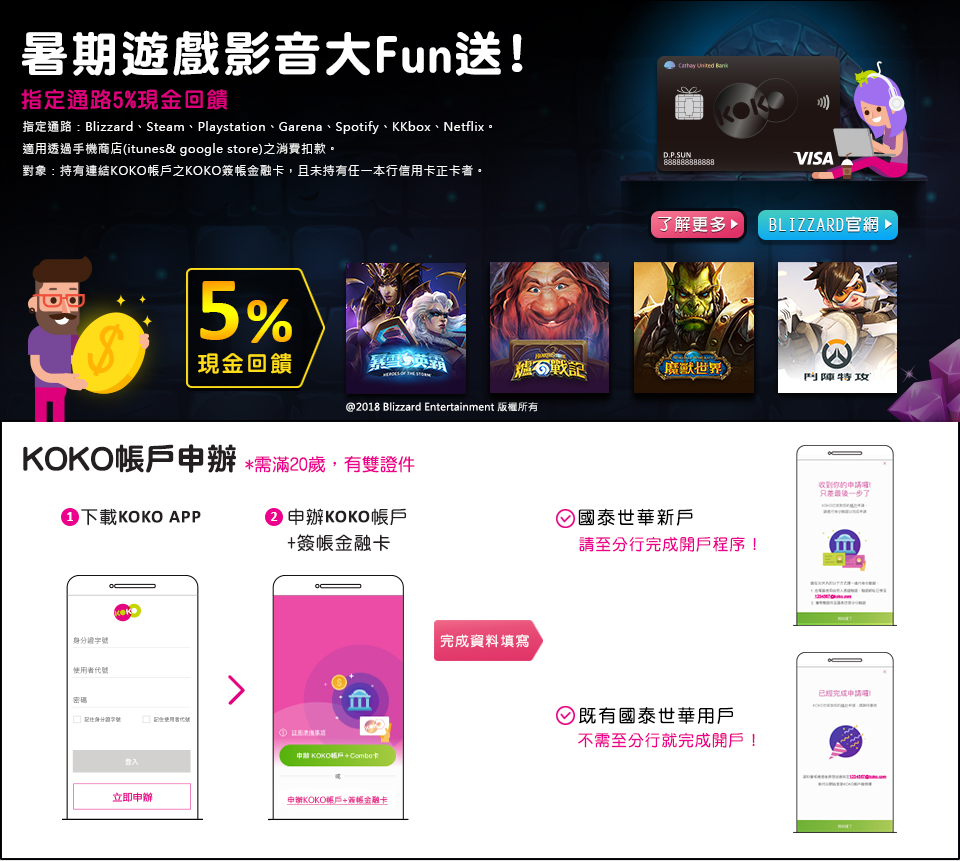 暑期遊戲影音大Fun送!
指定通路5%現金回饋
指定通路:Blizzard、Steam、Playstation、Garena、Spotify、KKbox、Netflix。
適用透過手機商店(itunes& google store)之消費扣款。
對象:持有連結KOKO帳戶之KOKO簽帳金融卡,且未持有任一本行信用卡正卡者。
Cathay United Bank
KOKO
D.P.SUN
888888888888
VISA
了解更多
BLIZZARD官網
5%
現金回饋
暴雪英霸
HEROES OF THE STORM
爐石戰記
魔獸世界
鬥陣特攻
@2018 Blizzard Entertainment 版權所有
KOKO帳戶申辦 *需滿20歲,有雙證件
1 下載KOKO APP
2 申辦KOKO帳戶
+簽帳金融卡
KOKO
身分證字號
使用者代號
密碼
記住身分證字號
記住使用者代號
登入
立即申辦
申辦 KOKO帳戶+Combo卡
或
申辦KOKO帳戶+簽帳金融卡
完成資料填寫
國泰世華新戶
請至分行完成開戶程序!
收到你的申請囉!
只差最後一步了
既有國泰世華用戶
不需至分行就完成開戶!
已經完成申請囉!